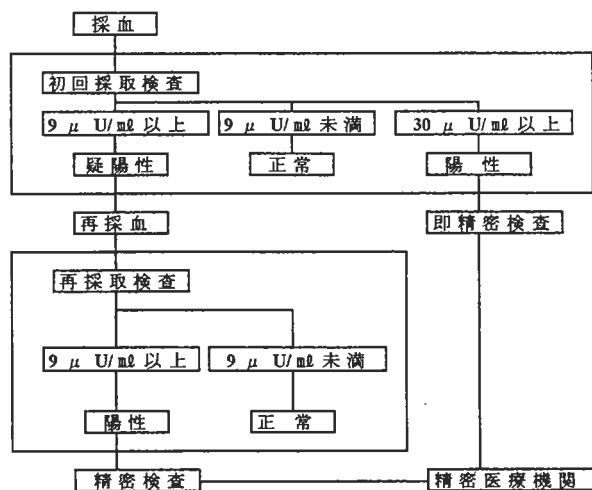 採血
初回採取検査
9 μ U/㎖ 以上
9 μ U/㎖ 未満
30 μ U/㎖ 以上
疑陽性
正常
陽性
再採血
即精密検査
再採取検査
9 μ U/㎖ 以上
9 μ U/㎖ 未満
陽性
正常
精密検査
精密医療機関